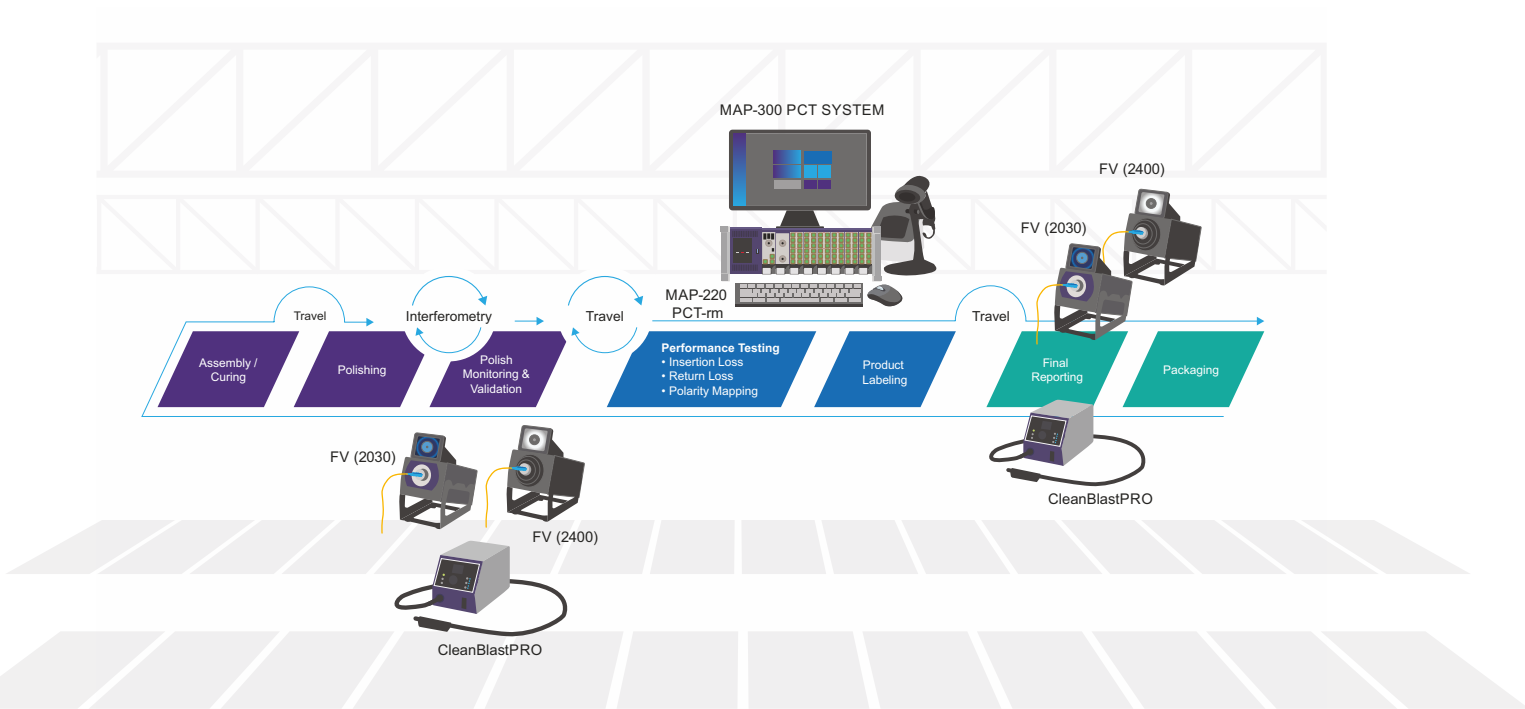 MAP-300 PCT SYSTEM
FV (2400)
FV (2030)
MAP-220
PCT-rm
Travel
Interferometry
Travel
Travel
Assembly /
Curing
Polishing
Polish
Monitoring &
Validation
Performance Testing
• Insertion Loss
• Return Loss
• Polarity Mapping
Product
Labeling
Final
Reporting
Packaging
FV (2030)
FV (2400)
CleanBlastPRO
CleanBlastPRO